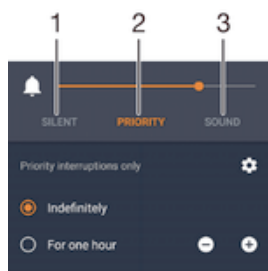 1 2 3
SILENT PRIORITY SOUND
Priority interruptions only
Indefinitely
For one hour